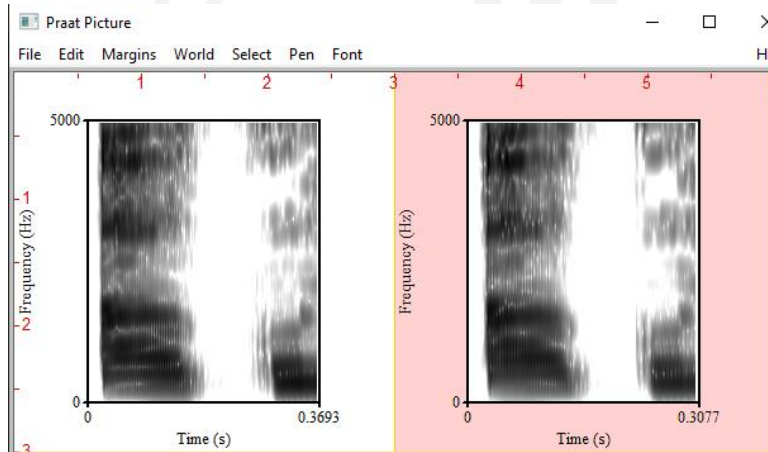 Praat Picture
File Edit Margins World Select Pen Font H
1 2 3 4 5
5000 5000
1
Frequency (Hz) Frequency (Hz)
2
0 0
0 0.3693 0 0.3077
Time (s) Time (s)
3